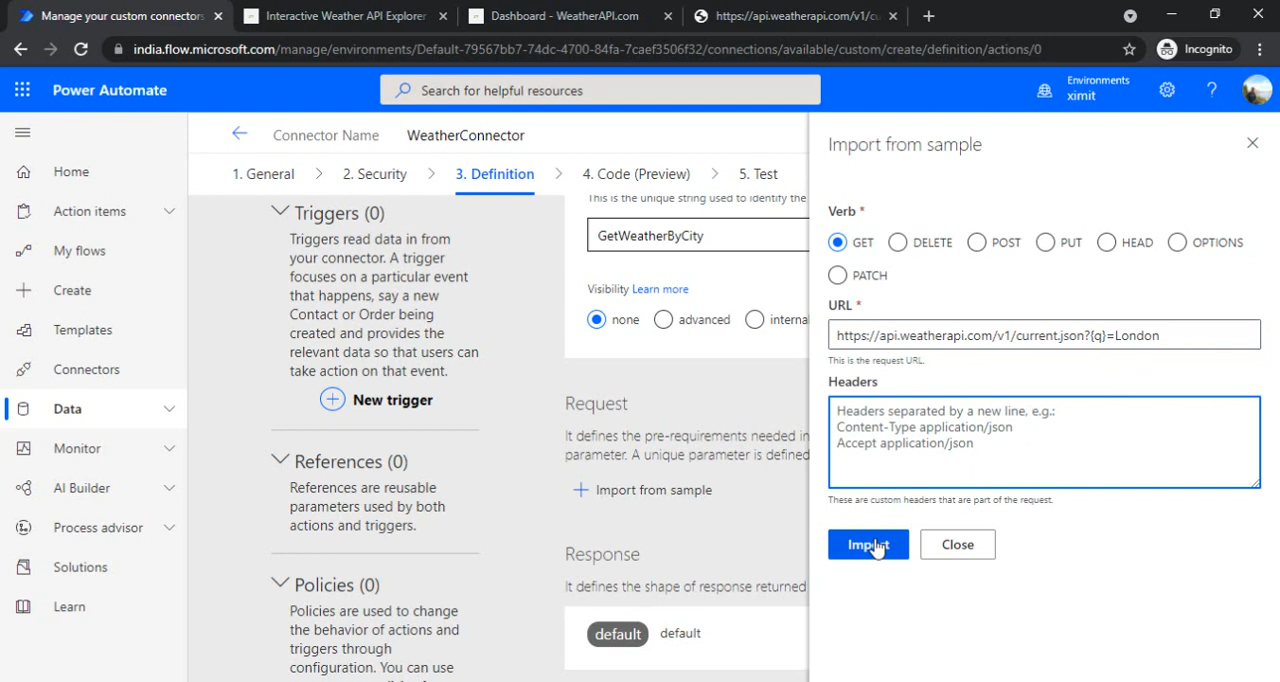 Manage your custom connectors
Interactive Weather API Explorer
Dashboard - WeatherAPI.com
https://api.weatherapi.com/v1/cu
india.flow.microsoft.com/manage/environments/Default-79567bb7-74dc-4700-84fa-7caef3506f32/connections/available/custom/create/definition/actions/0
Incognito
Power Automate
Search for helpful resources
Environments
ximit
Home
Action items
My flows
Create
Templates
Connectors
Data
Monitor
AI Builder
Process advisor
Solutions
Learn
Connector Name
WeatherConnector
1. General
2. Security
3. Definition
4. Code (Preview)
5. Test
Triggers (0)
Triggers read data in from
your connector. A trigger
focuses on a particular event
that happens, say a new
Contact or Order being
created and provides the
relevant data so that users can
take action on that event.
New trigger
References (0)
References are reusable
parameters used by both
actions and triggers.
Policies (0)
Policies are used to change
the behavior of actions and
triggers through
configuration. You can use
This is the unique string used to identify the
GetWeatherByCity
Visibility Learn more
none
advanced
interna
Request
It defines the pre-requirements needed in
parameter. A unique parameter is defined
Import from sample
Response
It defines the shape of response returned
default
default
Import from sample
Verb *
GET
DELETE
POST
PUT
HEAD
OPTIONS
PATCH
URL *
https://api.weatherapi.com/v1/current.json?{q}=London
This is the request URL.
Headers
Headers separated by a new line, e.g.:
Content-Type application/json
Accept application/json
These are custom headers that are part of the request.
Import
Close